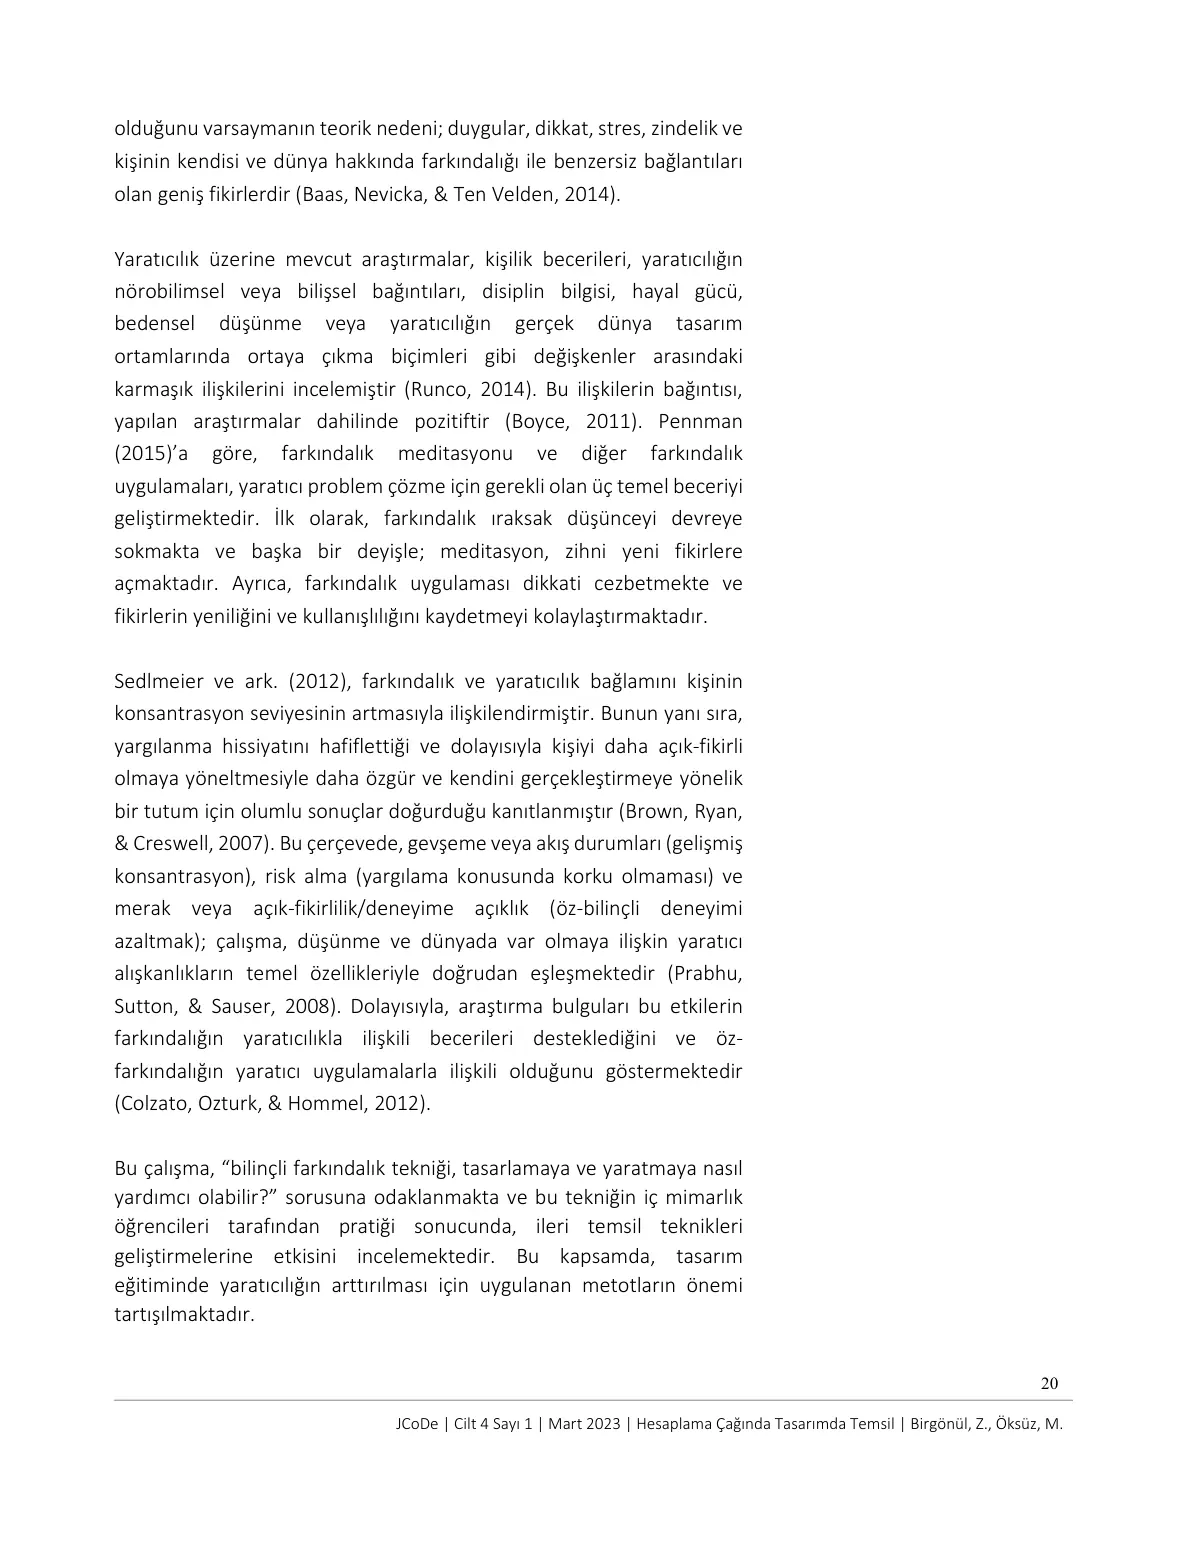 olduğunu varsaymanın teorik nedeni; duygular, dikkat, stres, zindelik ve
kişinin kendisi ve dünya hakkında farkındalığı ile benzersiz bağlantıları
olan geniş fikirlerdir (Baas, Nevicka, & Ten Velden, 2014).
Yaratıcılık üzerine mevcut araştırmalar, kişilik becerileri, yaratıcılığın
nörobilimsel veya bilişsel bağıntıları, disiplin bilgisi, hayal gücü,
bedensel düşünme veya yaratıcılığın gerçek dünya tasarım
ortamlarında ortaya çıkma biçimleri gibi değişkenler arasındaki
karmaşık ilişkilerini incelemiştir (Runco, 2014). Bu ilişkilerin bağıntısı,
yapılan araştırmalar dahilinde pozitiftir (Boyce, 2011). Pennman
(2015)’a göre, farkındalık meditasyonu ve diğer farkındalık
uygulamaları, yaratıcı problem çözme için gerekli olan üç temel beceriyi
geliştirmektedir. İlk olarak, farkındalık ıraksak düşünceyi devreye
sokmakta ve başka bir deyişle; meditasyon, zihni yeni fikirlere
açmaktadır. Ayrıca, farkındalık uygulaması dikkati cezbetmekte ve
fikirlerin yeniliğini ve kullanışlılığını kaydetmeyi kolaylaştırmaktadır.
Sedlmeier ve ark. (2012), farkındalık ve yaratıcılık bağlamını kişinin
konsantrasyon seviyesinin artmasıyla ilişkilendirmiştir. Bunun yanı sıra,
yargılanma hissiyatını hafiflettiği ve dolayısıyla kişiyi daha açık-fikirli
olmaya yöneltmesiyle daha özgür ve kendini gerçekleştirmeye yönelik
bir tutum için olumlu sonuçlar doğurduğu kanıtlanmıştır (Brown, Ryan,
& Creswell, 2007). Bu çerçevede, gevşeme veya akış durumları (gelişmiş
konsantrasyon), risk alma (yargılama konusunda korku olmaması) ve
merak veya açık-fikirlilik/deneyime açıklık (öz-bilinçli deneyimi
azaltmak); çalışma, düşünme ve dünyada var olmaya ilişkin yaratıcı
alışkanlıkların temel özellikleriyle doğrudan eşleşmektedir (Prabhu,
Sutton, & Sauser, 2008). Dolayısıyla, araştırma bulguları bu etkilerin
farkındalığın yaratıcılıkla ilişkili becerileri desteklediğini ve öz-
farkındalığın yaratıcı uygulamalarla ilişkili olduğunu göstermektedir
(Colzato, Ozturk, & Hommel, 2012).
Bu çalışma, “bilinçli farkındalık tekniği, tasarlamaya ve yaratmaya nasıl
yardımcı olabilir?” sorusuna odaklanmakta ve bu tekniğin iç mimarlık
öğrencileri tarafından pratiği sonucunda, ileri temsil teknikleri
geliştirmelerine etkisini incelemektedir. Bu kapsamda, tasarım
eğitiminde yaratıcılığın arttırılması için uygulanan metotların önemi
tartışılmaktadır.
20
JCoDe | Cilt 4 Sayı 1 | Mart 2023 | Hesaplama Çağında Tasarımda Temsil | Birgönül, Z., Öksüz, M.